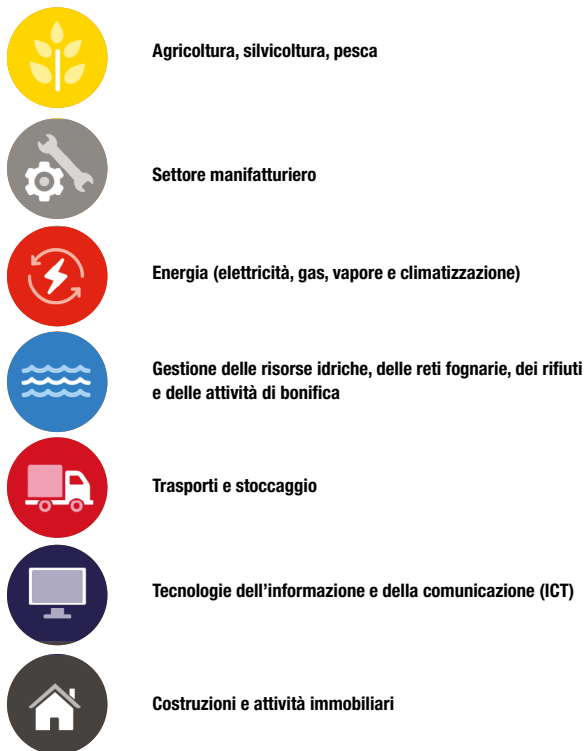 Agricoltura, silvicoltura, pesca
Settore manifatturiero
Energia (elettricità, gas, vapore e climatizzazione)
Gestione delle risorse idriche, delle reti fognarie, dei rifiuti
e delle attività di bonifica
Trasporti e stoccaggio
Tecnologie dell’informazione e della comunicazione (ICT)
Costruzioni e attività immobiliari